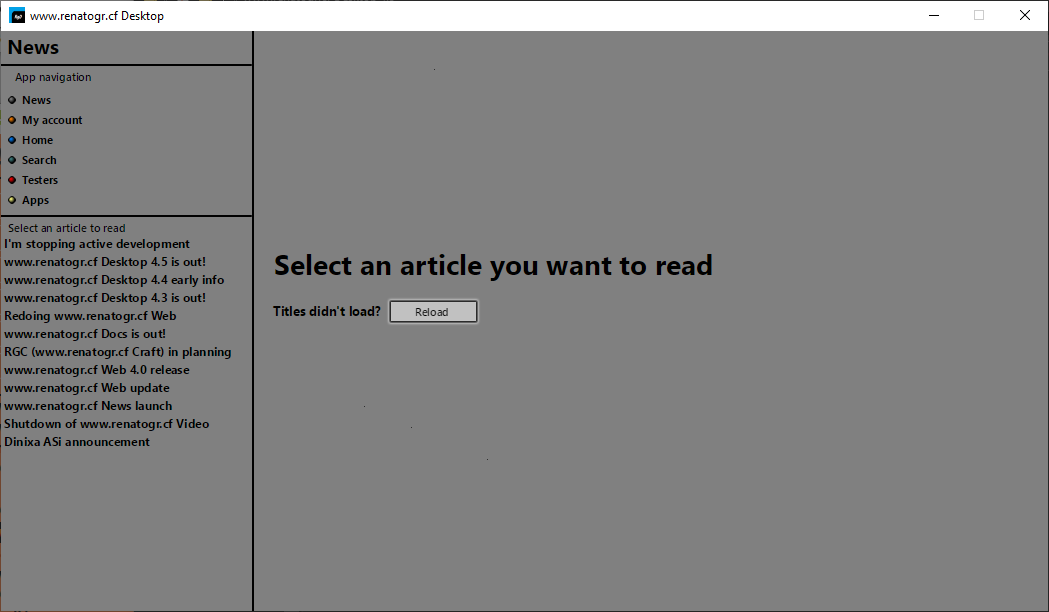 www.renatogr.cf Desktop
News
App navigation
News
My account
Home
Search
Testers
Apps
Select an article to read
I'm stopping active development
www.renatogr.cf Desktop 4.5 is out!
www.renatogr.cf Desktop 4.4 early info
www.renatogr.cf Desktop 4.3 is out!
Redoing www.renatogr.cf Web
www.renatogr.cf Docs is out!
RGC (www.renatogr.cf Craft) in planning
www.renatogr.cf Web 4.0 release
www.renatogr.cf Web update
www.renatogr.cf News launch
Shutdown of www.renatogr.cf Video
Dinixa ASi announcement
Select an article you want to read
Titles didn't load? Reload